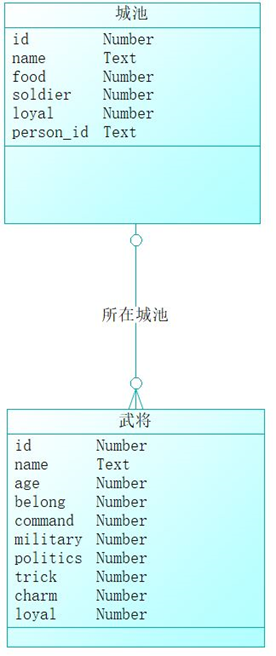 城池
id Number
name Text
food Number
soldier Number
loyal Number
person_id Text
所在城池
武将
id Number
name Text
age Number
belong Number
command Number
military Number
politics Number
trick Number
charm Number
loyal Number